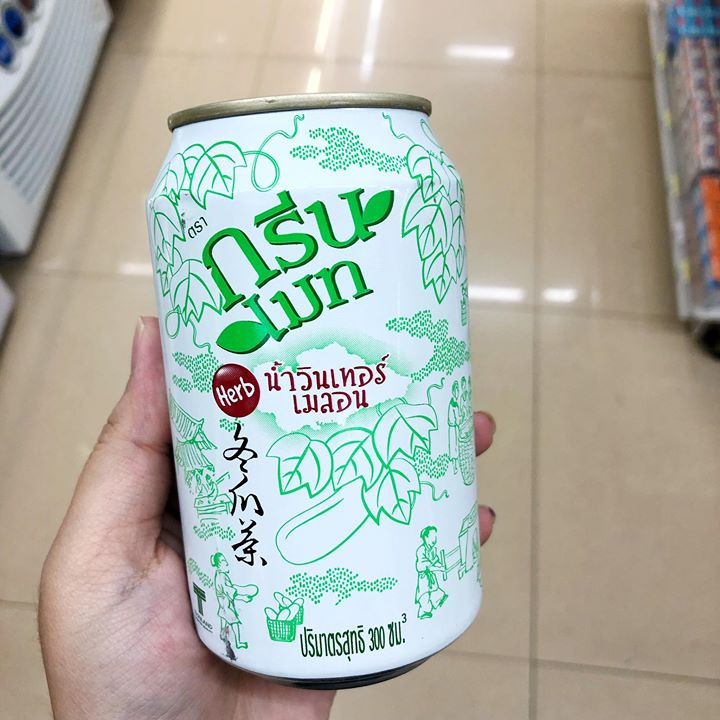 ตรา
กรีน
เมท
Herb
น้ำวินเทอร์
เมลอน
冬瓜茶
ปริมาตรสุทธิ 300 ซม.³